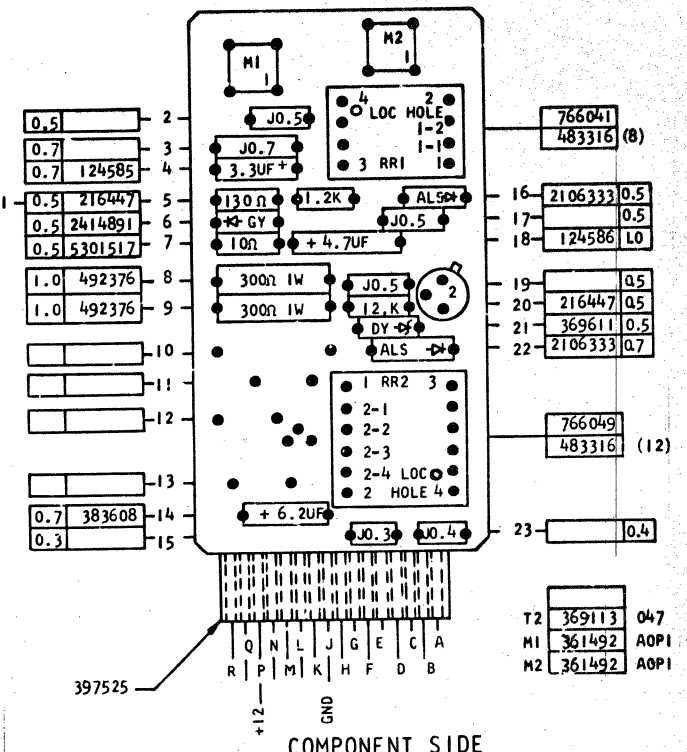 M1
1
M2
1
0.5 2 J0.5
4 LOC HOLE 2
1-2
1-1
3 RR1 1
766041
483316 (8)
0.7 3 J0.7
0.7 124585 4 3.3UF +
0.5 216447 5 130Ω 1.2K ALS 16 2106333 0.5
0.5 2414891 6 GY J0.5 17 0.5
0.5 5301517 7 10Ω + 4.7UF 18 124586 1.0
1.0 492376 8 300Ω 1W J0.5 2 19 0.5
1.0 492376 9 300Ω 1W 12.K 20 216447 0.5
DY 21 369611 0.5
10 ALS 22 2106333 0.7
11
12
13
1 RR2 3
2-1
2-2
2-3
2-4 LOC
2 HOLE 4
766049
483316 (12)
0.7 383608 14 + 6.2UF
0.3 15 J0.3 J0.4 23 0.4
R Q P N M L K J H G F E D C B A
397525
+12
GND
T2 369113 047
M1 361492 AOP1
M2 361492 AOP1
COMPONENT SIDE